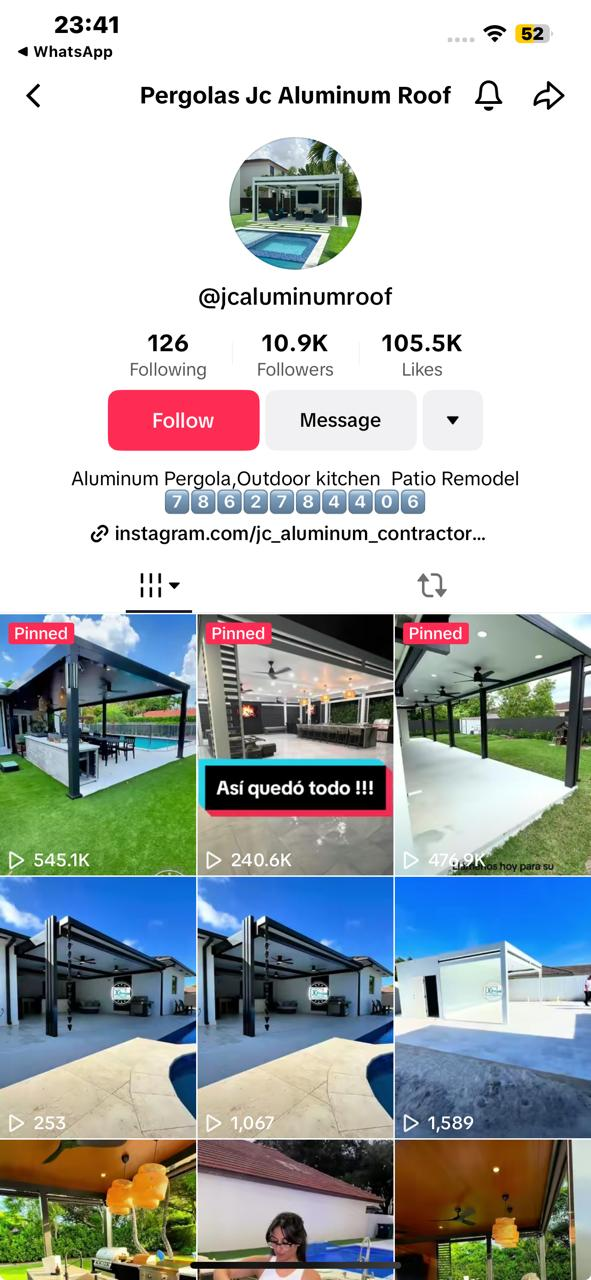 23:41
52
◀ WhatsApp
Pergolas Jc Aluminum Roof
@jcaluminumroof
126
Following
10.9K
Followers
105.5K
Likes
Follow
Message
Aluminum Pergola,Outdoor kitchen Patio Remodel
7862784406
instagram.com/jc_aluminum_contractor...
Pinned
Pinned
Pinned
Así quedó todo !!!
545.1K
240.6K
476.9K
hoy para su
253
1,067
1,589